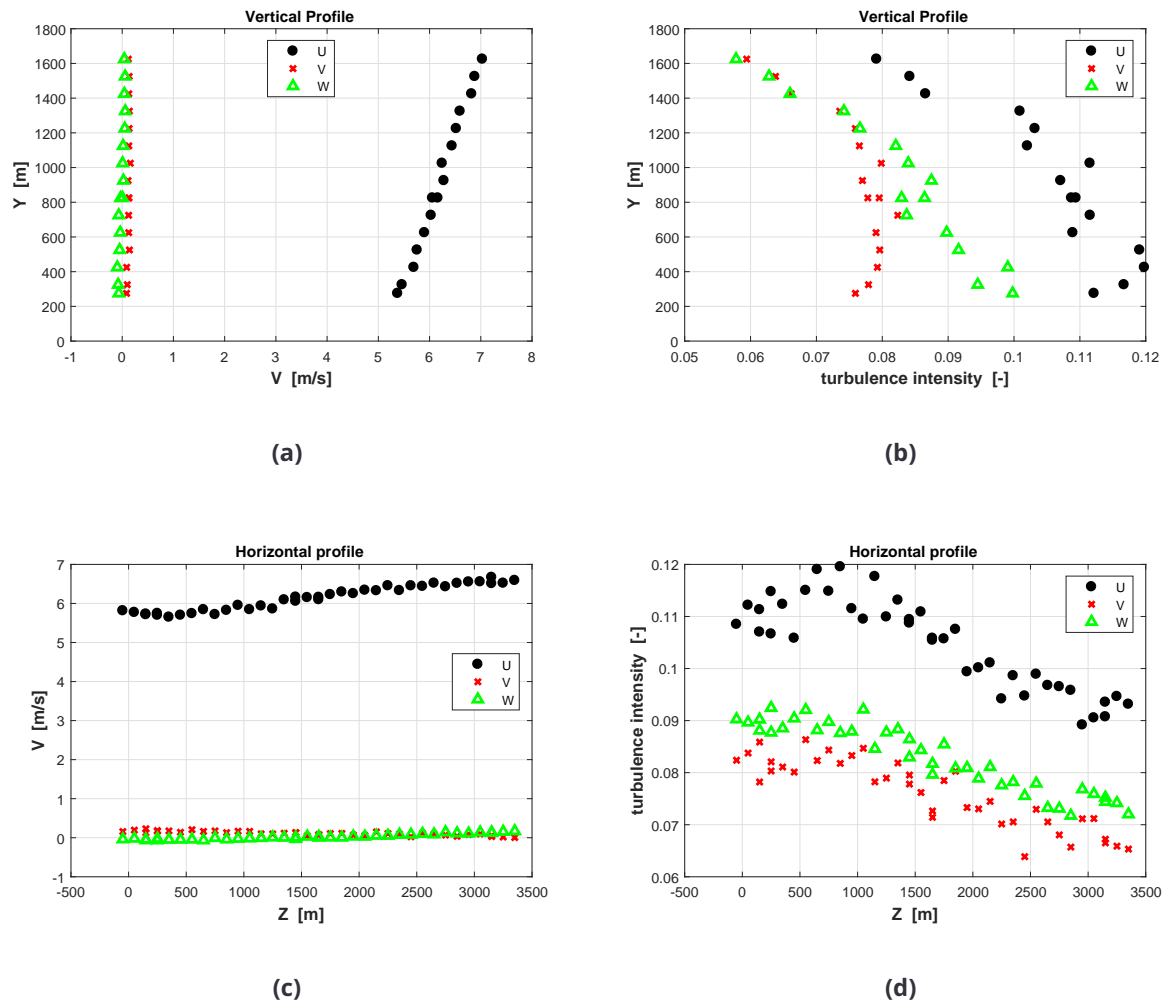 Vertical Profile
1800
1600
1400
1200
1000
800
600
400
200
0
Y [m]
U
V
W
-1 0 1 2 3 4 5 6 7 8
V [m/s]
(a)
Vertical Profile
1800
1600
1400
1200
1000
800
600
400
200
0
Y [m]
U
V
W
0.05 0.06 0.07 0.08 0.09 0.1 0.11 0.12
turbulence intensity [-]
(b)
Horizontal profile
7
6
5
4
3
2
1
0
-1
V [m/s]
U
V
W
-500 0 500 1000 1500 2000 2500 3000 3500
Z [m]
(c)
Horizontal profile
0.12
0.11
0.1
0.09
0.08
0.07
0.06
turbulence intensity [-]
U
V
W
-500 0 500 1000 1500 2000 2500 3000 3500
Z [m]
(d)